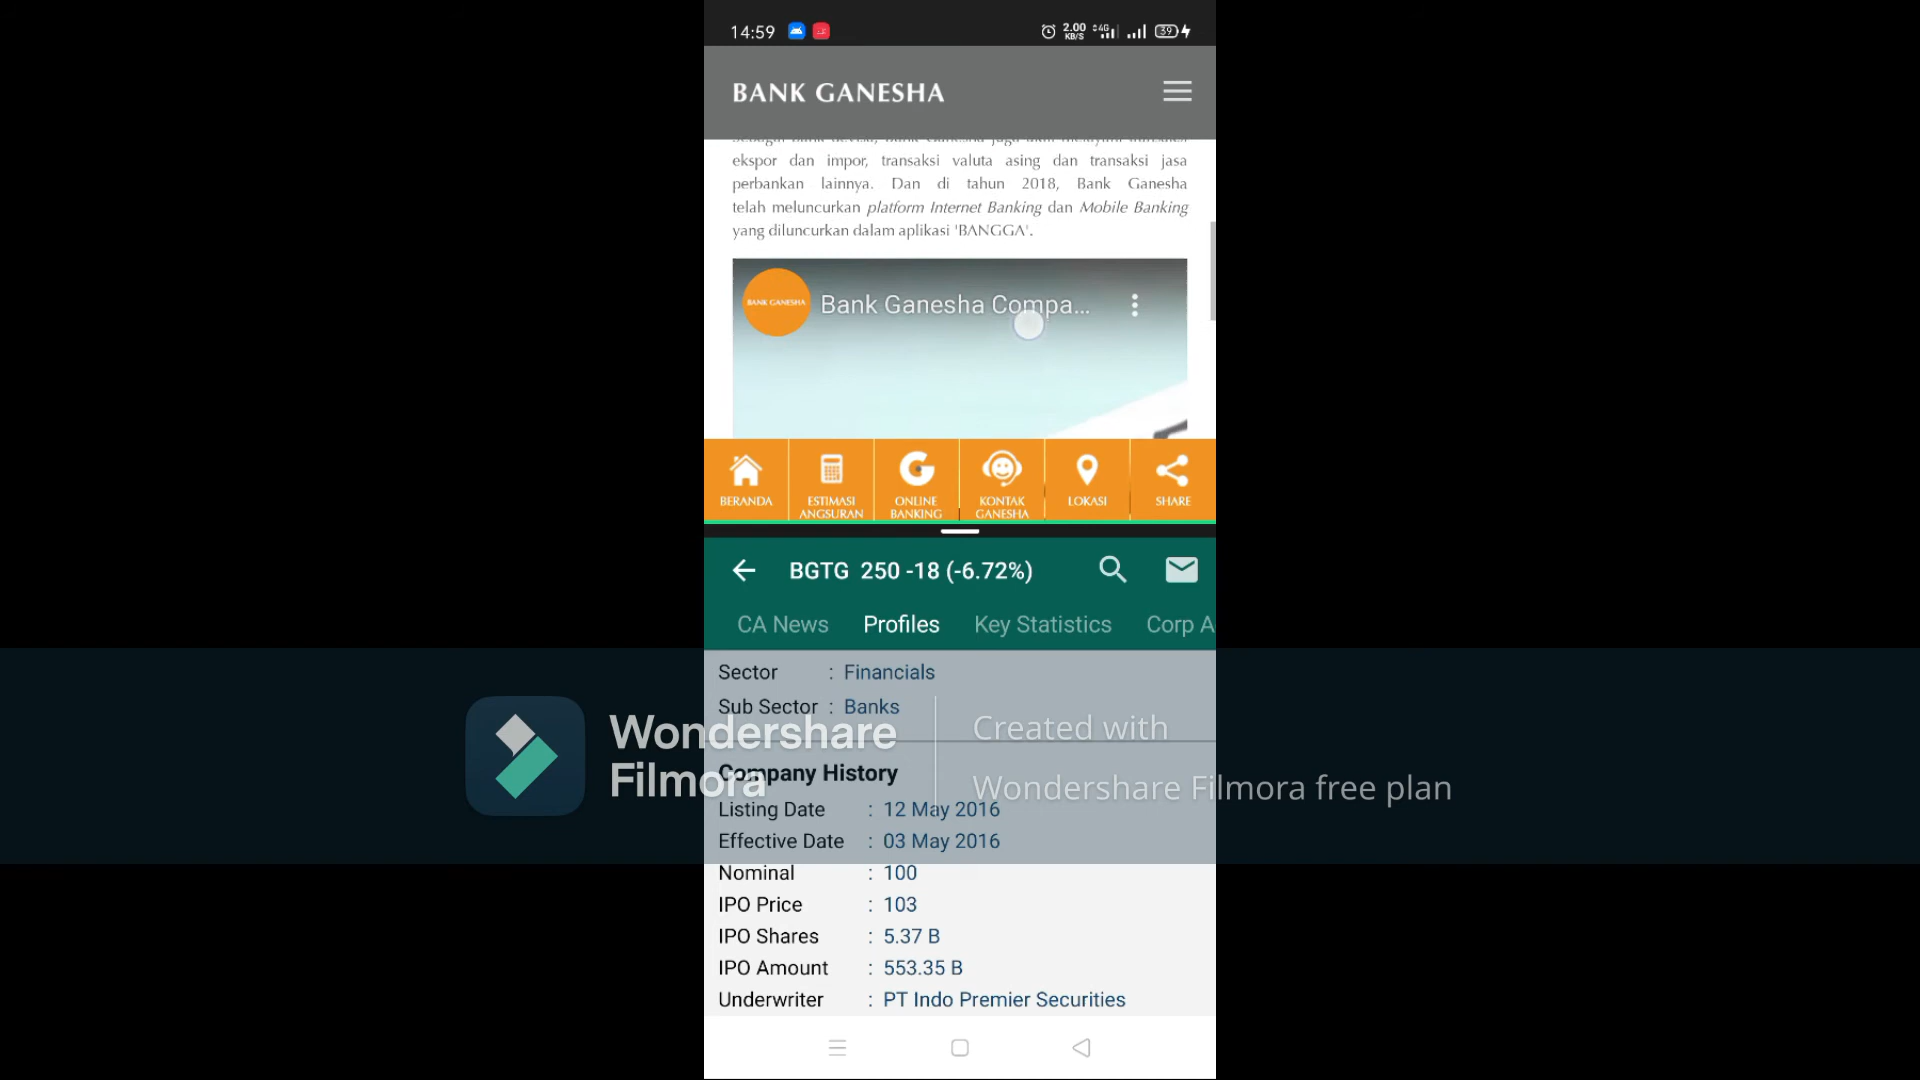 14:59
2.00
KB/S
4G
39
BANK GANESHA
ekspor dan impor, transaksi valuta asing dan transaksi jasa
perbankan lainnya. Dan di tahun 2018, Bank Ganesha
telah meluncurkan platform Internet Banking dan Mobile Banking
yang diluncurkan dalam aplikasi 'BANGGA'.
BANK GANESHA
Bank Ganesha Compa...
BERANDA
ESTIMASI
ANGSURAN
ONLINE
BANKING
KONTAK
GANESHA
LOKASI
SHARE
BGTG 250 -18 (-6.72%)
CA News
Profiles
Key Statistics
Corp A
Sector : Financials
Sub Sector : Banks
Wondershare
Filmora
Created with
Wondershare Filmora free plan
Company History
Listing Date : 12 May 2016
Effective Date : 03 May 2016
Nominal : 100
IPO Price : 103
IPO Shares : 5.37 B
IPO Amount : 553.35 B
Underwriter : PT Indo Premier Securities